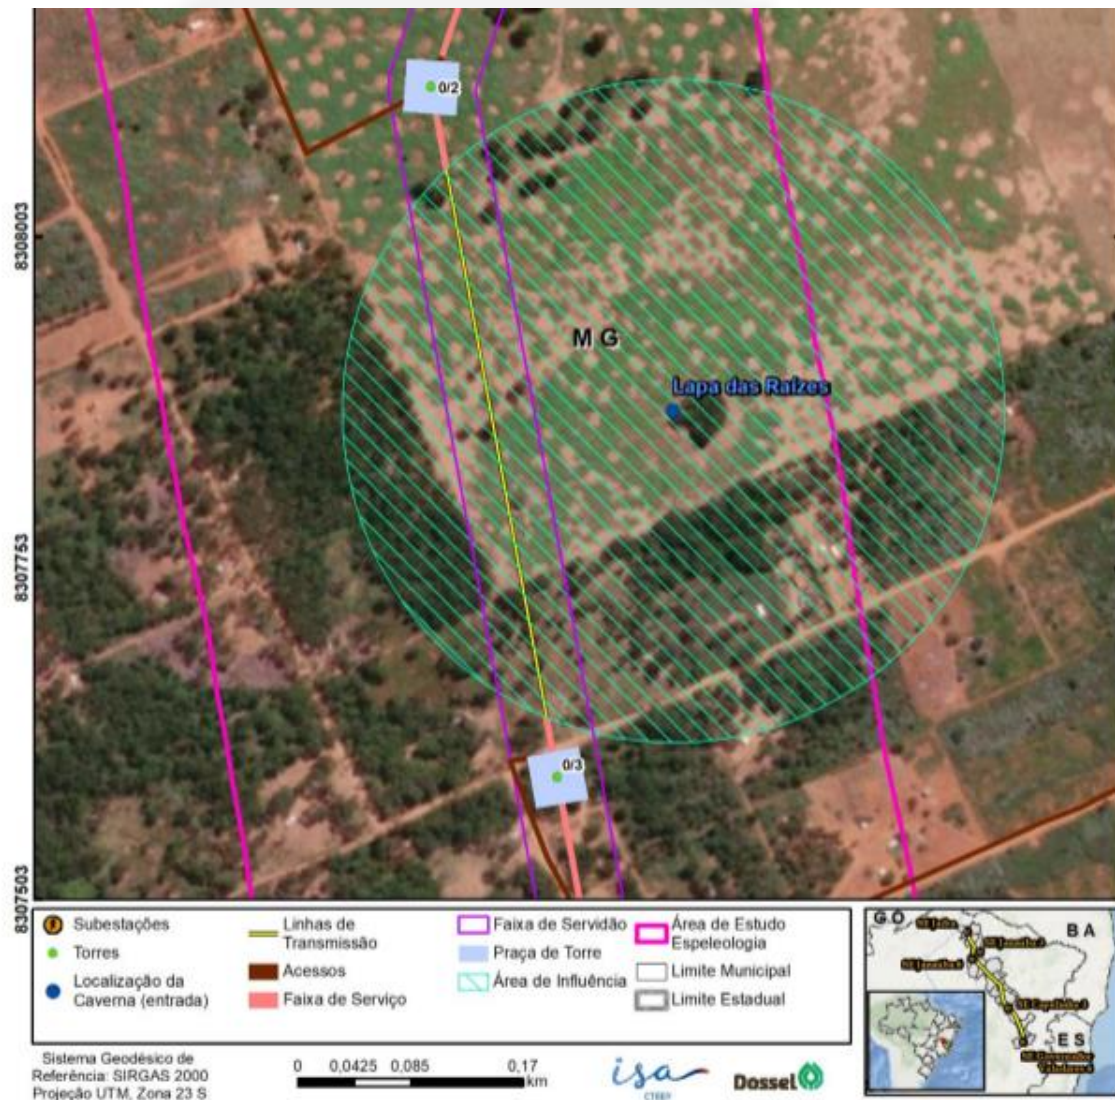 0/2
8308003
M G
Lapa das Raízes
8307753
0/3
8307503
Subestações
Torres
Localização da
Caverna (entrada)
Linhas de
Transmissão
Acessos
Faixa de Serviço
Faixa de Servidão
Praça de Torre
Área de Influência
Área de Estudo
Espeleologia
Limite Municipal
Limite Estadual
G O
B A
E S
Sistema Geodésico de
Referência: SIRGAS 2000
Projeção UTM, Zona 23 S
0 0,0425 0,085 0,17
km
isa
CTEEP
Dossel